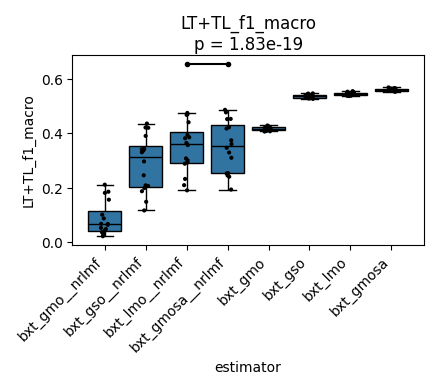 LT+TL_f1_macro
p = 1.83e-19
LT+TL_f1_macro
0.6
0.4
0.2
0.0
bxt_gmo__nrlmf
bxt_gso__nrlmf
bxt_lmo__nrlmf
bxt_gmosa__nrlmf
bxt_gmo
bxt_gso
bxt_lmo
bxt_gmosa
estimator